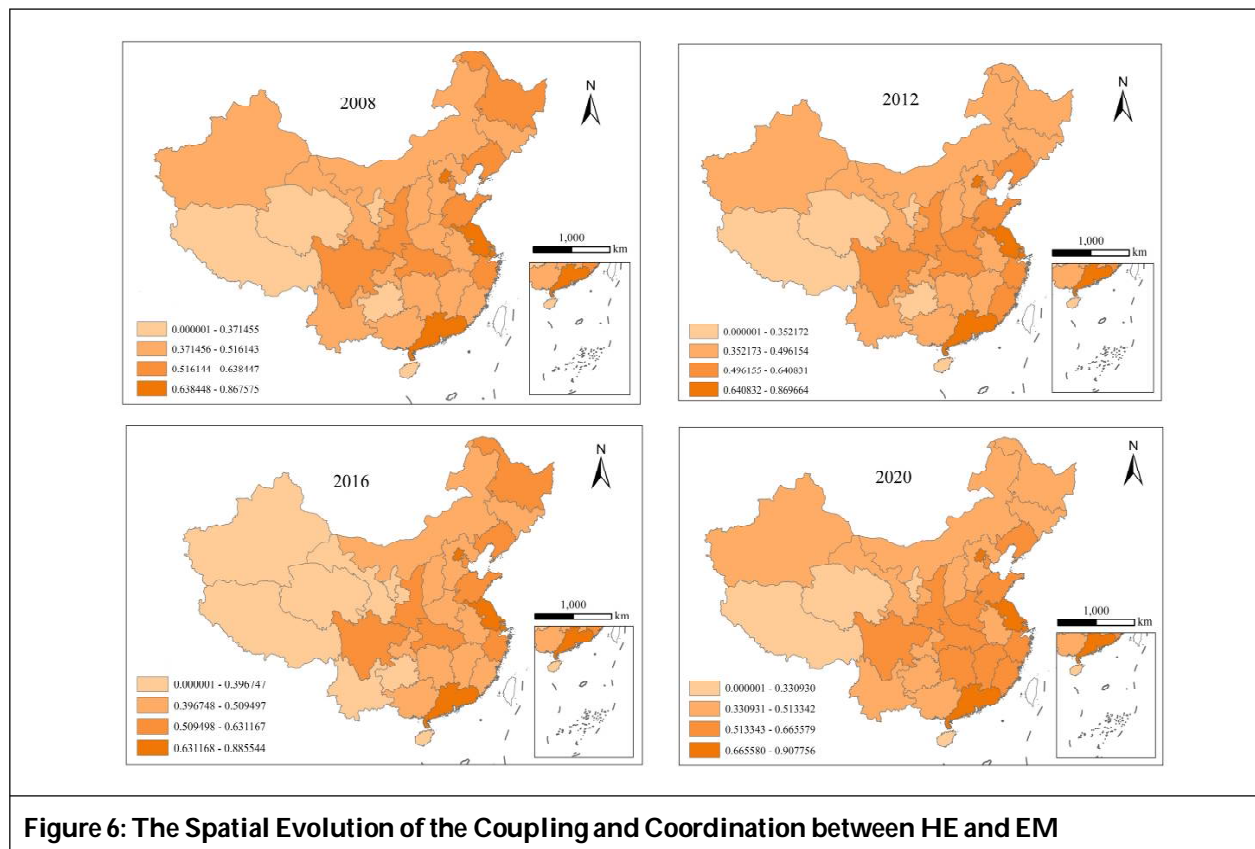 2008
N
1,000
km
0.000001 - 0.371455
0.371456 - 0.516143
0.516144 - 0.638447
0.638448 - 0.867575
2012
N
1,000
km
0.000001 - 0.352172
0.352173 - 0.496154
0.496155 - 0.640831
0.640832 - 0.869664
2016
N
1,000
km
0.000001 - 0.396747
0.396748 - 0.509497
0.509498 - 0.631167
0.631168 - 0.885544
2020
N
1,000
km
0.000001 - 0.330930
0.330931 - 0.513342
0.513343 - 0.665579
0.665580 - 0.907756
Figure 6: The Spatial Evolution of the Coupling and Coordination between HE and EM